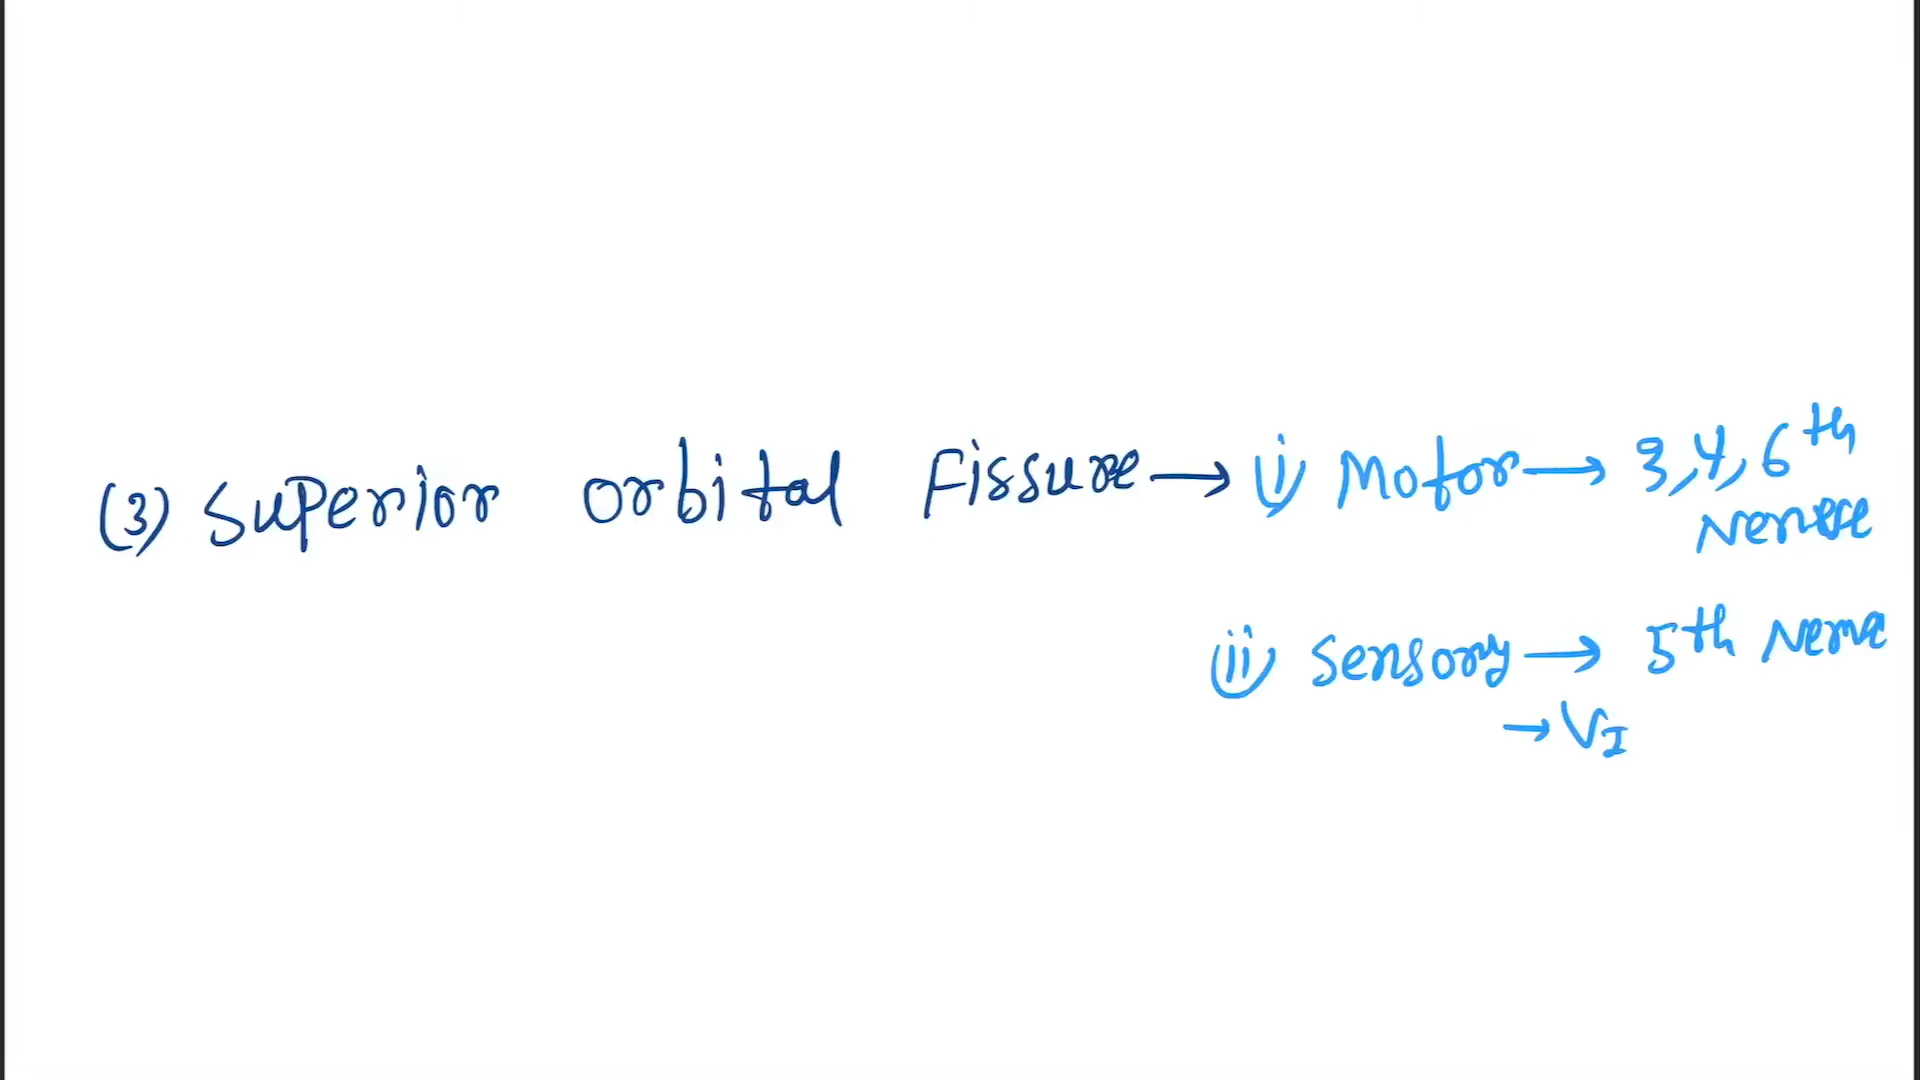 (3) Superior orbital Fissure → (i) Motor → 3,4,6th
Nerve
(ii) Sensory → 5th Nerve
→ VI